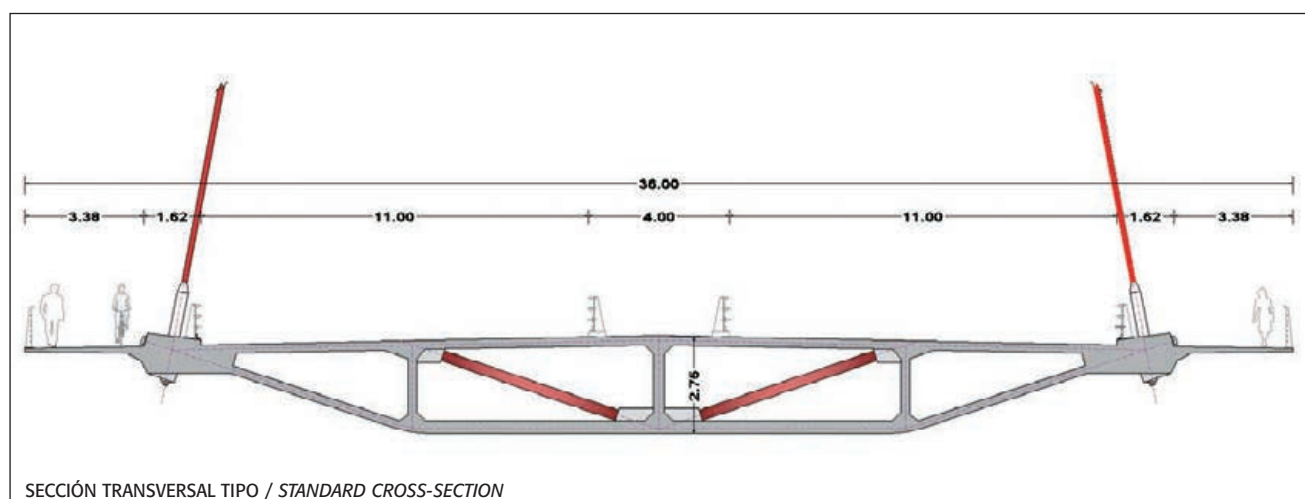 36.00
3.38 1.62 11.00 4.00 11.00 1.62 3.38
2.75
SECCIÓN TRANSVERSAL TIPO / STANDARD CROSS-SECTION